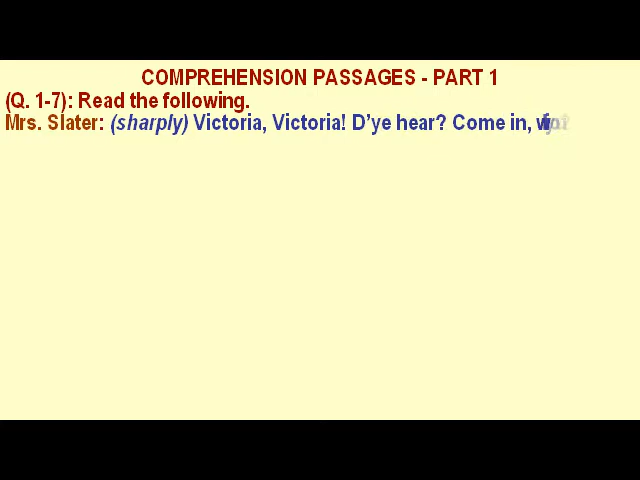 COMPREHENSION PASSAGES - PART 1
(Q. 1-7): Read the following.
Mrs. Slater: (sharply) Victoria, Victoria! D'ye hear? Come in,